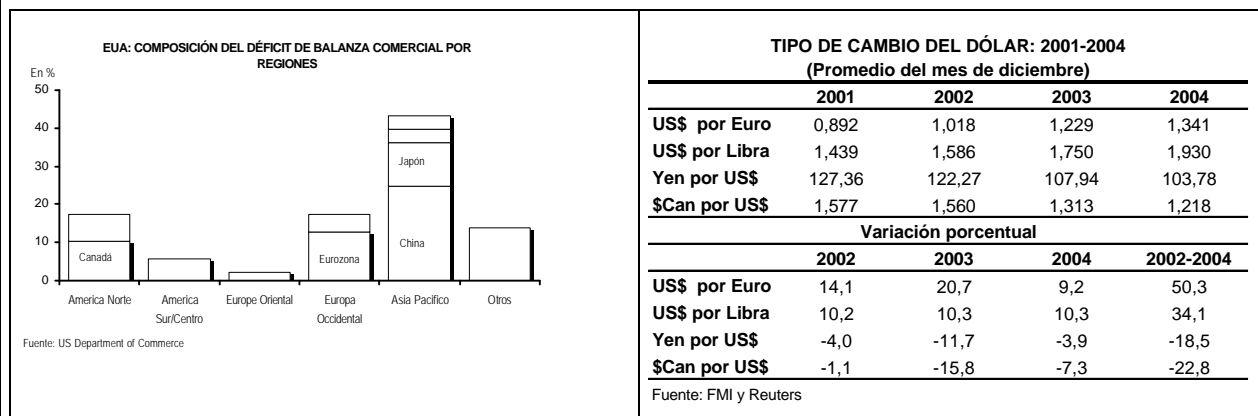 EUA: COMPOSICIÓN DEL DÉFICIT DE BALANZA COMERCIAL POR
REGIONES
En %
50
40
30
20
10
0
Canadá
Eurozona
Japón
China
America Norte
America
Sur/Centro
Europe Oriental
Europa
Occidental
Asia Pacifico
Otros
Fuente: US Department of Commerce
TIPO DE CAMBIO DEL DÓLAR: 2001-2004
(Promedio del mes de diciembre)
2001 2002 2003 2004
US$ por Euro 0,892 1,018 1,229 1,341
US$ por Libra 1,439 1,586 1,750 1,930
Yen por US$ 127,36 122,27 107,94 103,78
$Can por US$ 1,577 1,560 1,313 1,218
Variación porcentual
2002 2003 2004 2002-2004
US$ por Euro 14,1 20,7 9,2 50,3
US$ por Libra 10,2 10,3 10,3 34,1
Yen por US$ -4,0 -11,7 -3,9 -18,5
$Can por US$ -1,1 -15,8 -7,3 -22,8
Fuente: FMI y Reuters